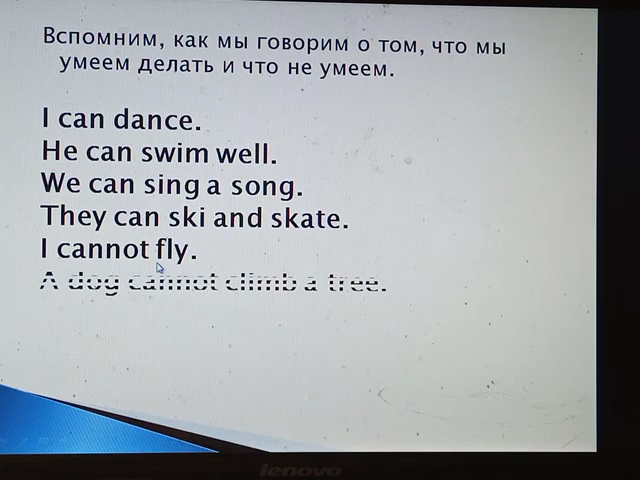 Вспомним, как мы говорим о том, что мы
умеем делать и что не умеем.
I can dance.
He can swim well.
We can sing a song.
They can ski and skate.
I cannot fly.
A dog cannot climb a tree.
lenovo